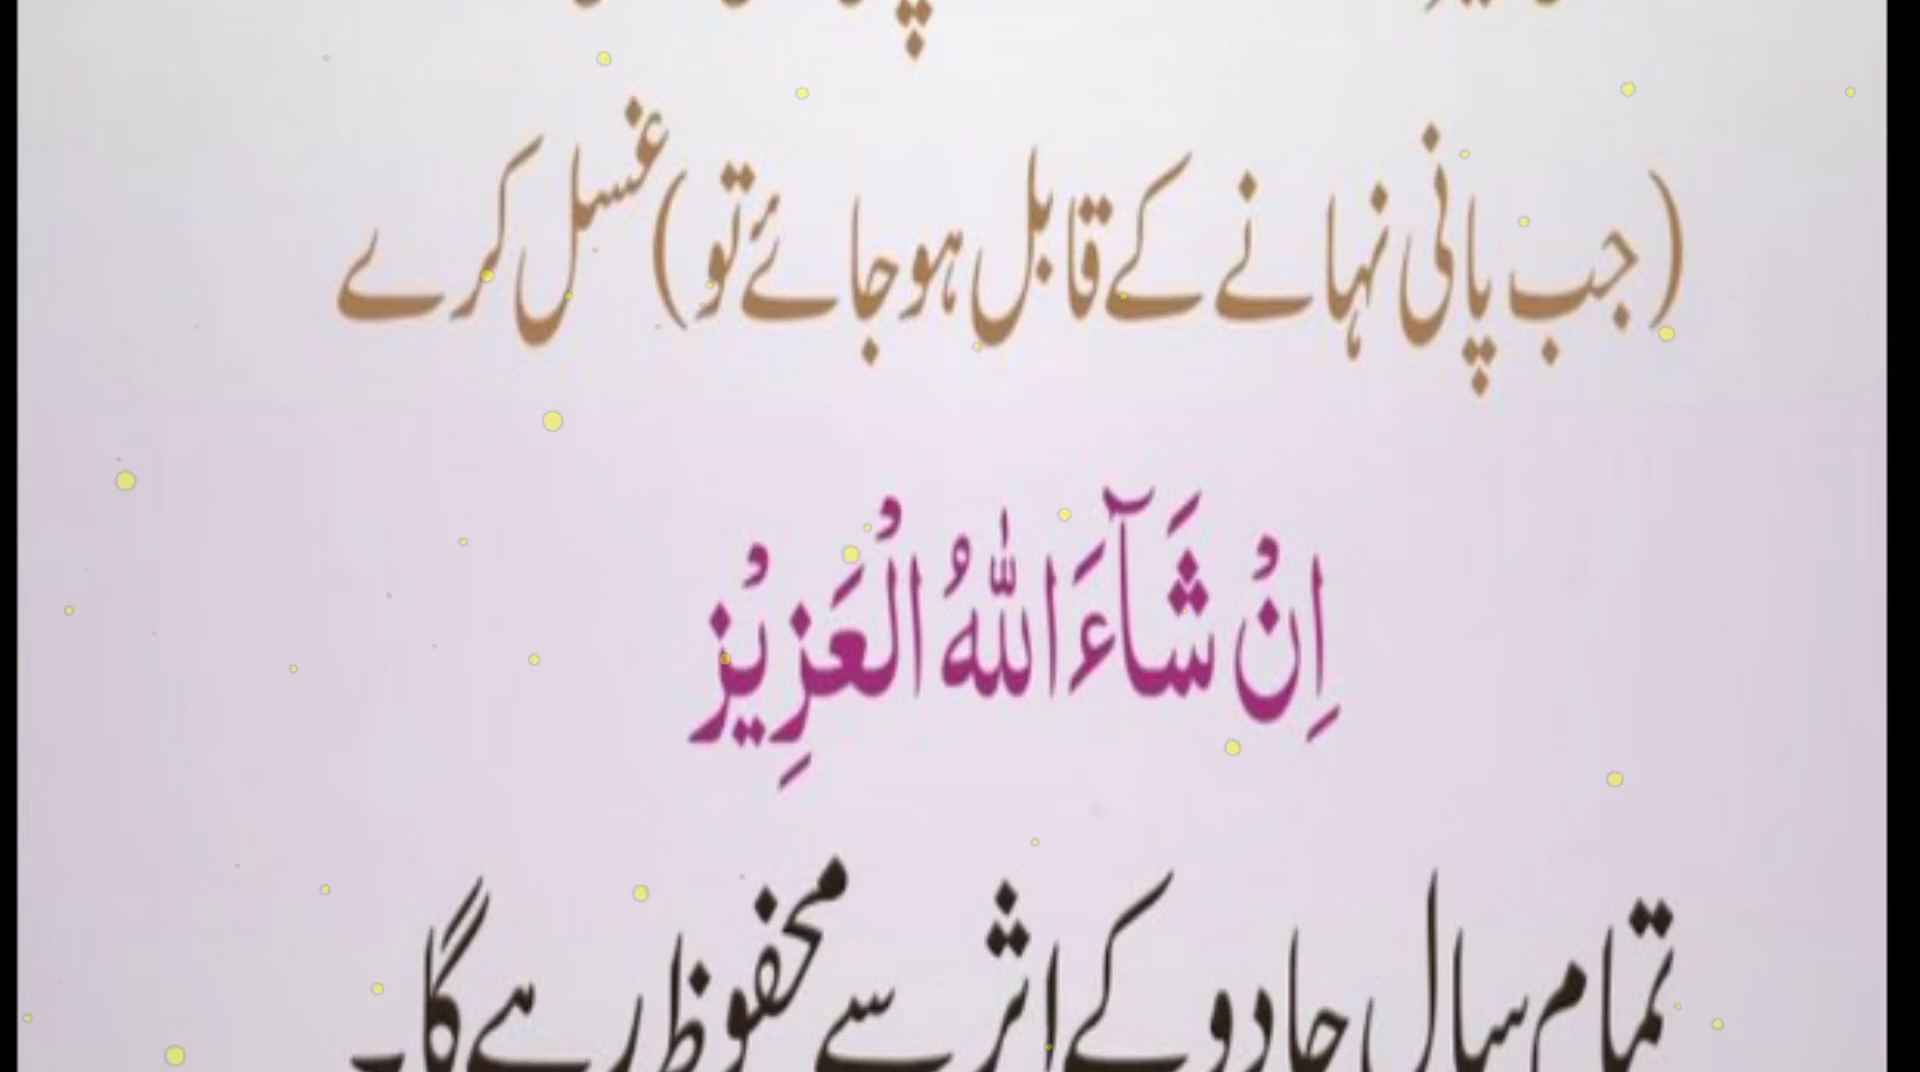 (جب پانی نہانے کے قابل ہو جائے تو) غسل کرے
اِنْ شَآءَ اللّٰہُ الْعَزِیْز
تمام سال جادو کے اثر سے محفوظ رہے گا۔